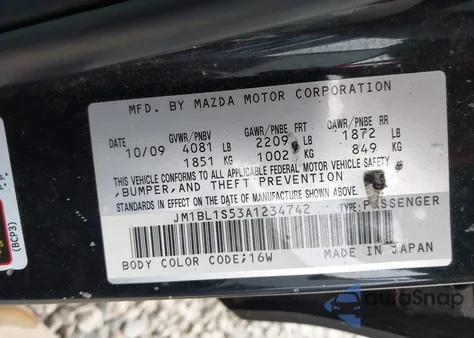 MFD. BY MAZDA MOTOR CORPORATION
DATE GVWR/PNBV GAWR/PNBE FRT GAWR/PNBE RR
10/09 4081 LB 2209 LB 1872 LB
1851 KG 1002 KG 849 KG
THIS VEHICLE CONFORMS TO ALL APPLICABLE FEDERAL MOTOR VEHICLE SAFETY,
BUMPER, AND THEFT PREVENTION
STANDARDS IN EFFECT ON THE DATE OF MANUFACTURE SHOWN ABOVE.
JM1BL1S53A1234742 TYPE: PASSENGER
BODY COLOR CODE; 16W MADE IN JAPAN
(BCP3)
AutoSnap